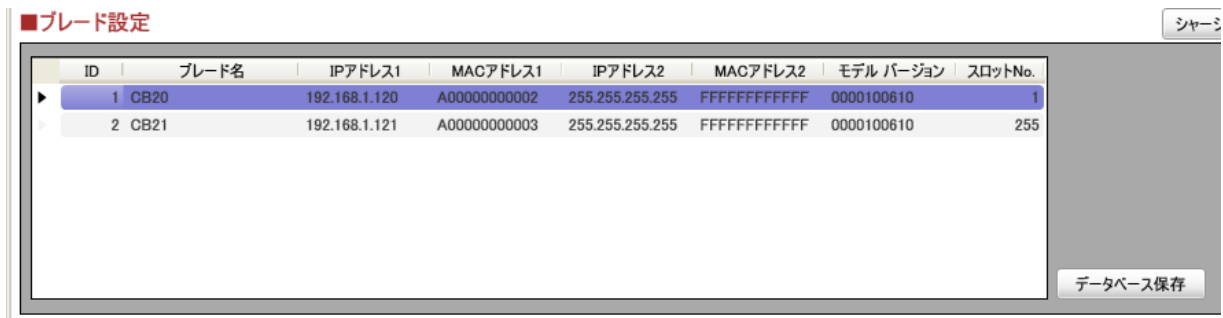 ■ブレード設定
シャーシ
ID ブレード名 IPアドレス1 MACアドレス1 IPアドレス2 MACアドレス2 モデル バージョン スロットNo.
1 CB20 192.168.1.120 A00000000002 255.255.255.255 FFFFFFFFFFFF 0000100610 1
2 CB21 192.168.1.121 A00000000003 255.255.255.255 FFFFFFFFFFFF 0000100610 255
データベース保存